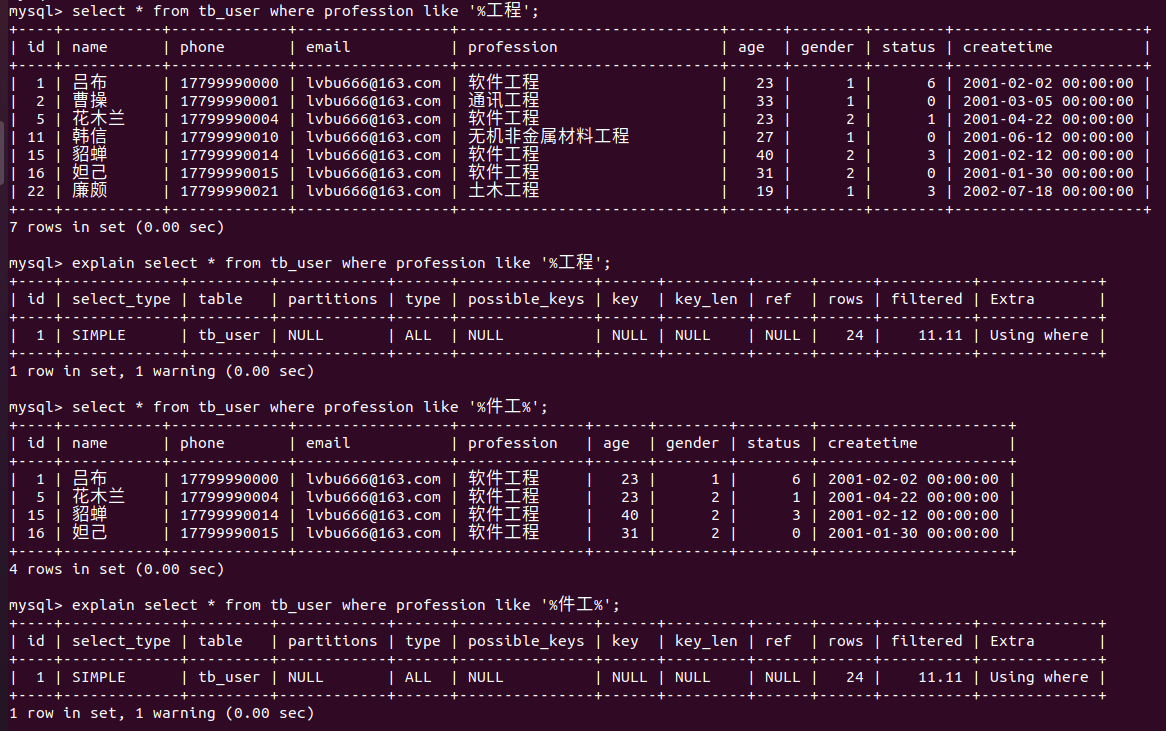 mysql> select * from tb_user where profession like '%工程';
+----+-----------+-------------+-----------------+-----------------------------+------+--------+--------+---------------------+
| id | name      | phone       | email           | profession                  | age  | gender | status | createtime          |
+----+-----------+-------------+-----------------+-----------------------------+------+--------+--------+---------------------+
|  1 | 吕布      | 17799990000 | lvbu666@163.com | 软件工程                    |   23 |      1 |      6 | 2001-02-02 00:00:00 |
|  2 | 曹操      | 17799990001 | lvbu666@163.com | 通讯工程                    |   33 |      1 |      0 | 2001-03-05 00:00:00 |
|  5 | 花木兰    | 17799990004 | lvbu666@163.com | 软件工程                    |   23 |      2 |      1 | 2001-04-22 00:00:00 |
| 11 | 韩信      | 17799990010 | lvbu666@163.com | 无机非金属材料工程          |   27 |      1 |      0 | 2001-06-12 00:00:00 |
| 15 | 貂蝉      | 17799990014 | lvbu666@163.com | 软件工程                    |   40 |      2 |      3 | 2001-02-12 00:00:00 |
| 16 | 妲己      | 17799990015 | lvbu666@163.com | 软件工程                    |   31 |      2 |      0 | 2001-01-30 00:00:00 |
| 22 | 廉颇      | 17799990021 | lvbu666@163.com | 土木工程                    |   19 |      1 |      3 | 2002-07-18 00:00:00 |
+----+-----------+-------------+-----------------+-----------------------------+------+--------+--------+---------------------+
7 rows in set (0.00 sec)
mysql> explain select * from tb_user where profession like '%工程';
+----+-------------+---------+------------+------+---------------+------+---------+------+------+----------+-------------+
| id | select_type | table   | partitions | type | possible_keys | key  | key_len | ref  | rows | filtered | Extra       |
+----+-------------+---------+------------+------+---------------+------+---------+------+------+----------+-------------+
|  1 | SIMPLE      | tb_user | NULL       | ALL  | NULL          | NULL | NULL    | NULL |   24 |    11.11 | Using where |
+----+-------------+---------+------------+------+---------------+------+---------+------+------+----------+-------------+
1 row in set, 1 warning (0.00 sec)
mysql> select * from tb_user where profession like '%件工%';
+----+-----------+-------------+-----------------+--------------+------+--------+--------+---------------------+
| id | name      | phone       | email           | profession   | age  | gender | status | createtime          |
+----+-----------+-------------+-----------------+--------------+------+--------+--------+---------------------+
|  1 | 吕布      | 17799990000 | lvbu666@163.com | 软件工程     |   23 |      1 |      6 | 2001-02-02 00:00:00 |
|  5 | 花木兰    | 17799990004 | lvbu666@163.com | 软件工程     |   23 |      2 |      1 | 2001-04-22 00:00:00 |
| 15 | 貂蝉      | 17799990014 | lvbu666@163.com | 软件工程     |   40 |      2 |      3 | 2001-02-12 00:00:00 |
| 16 | 妲己      | 17799990015 | lvbu666@163.com | 软件工程     |   31 |      2 |      0 | 2001-01-30 00:00:00 |
+----+-----------+-------------+-----------------+--------------+------+--------+--------+---------------------+
4 rows in set (0.00 sec)
mysql> explain select * from tb_user where profession like '%件工%';
+----+-------------+---------+------------+------+---------------+------+---------+------+------+----------+-------------+
| id | select_type | table   | partitions | type | possible_keys | key  | key_len | ref  | rows | filtered | Extra       |
+----+-------------+---------+------------+------+---------------+------+---------+------+------+----------+-------------+
|  1 | SIMPLE      | tb_user | NULL       | ALL  | NULL          | NULL | NULL    | NULL |   24 |    11.11 | Using where |
+----+-------------+---------+------------+------+---------------+------+---------+------+------+----------+-------------+
1 row in set, 1 warning (0.00 sec)